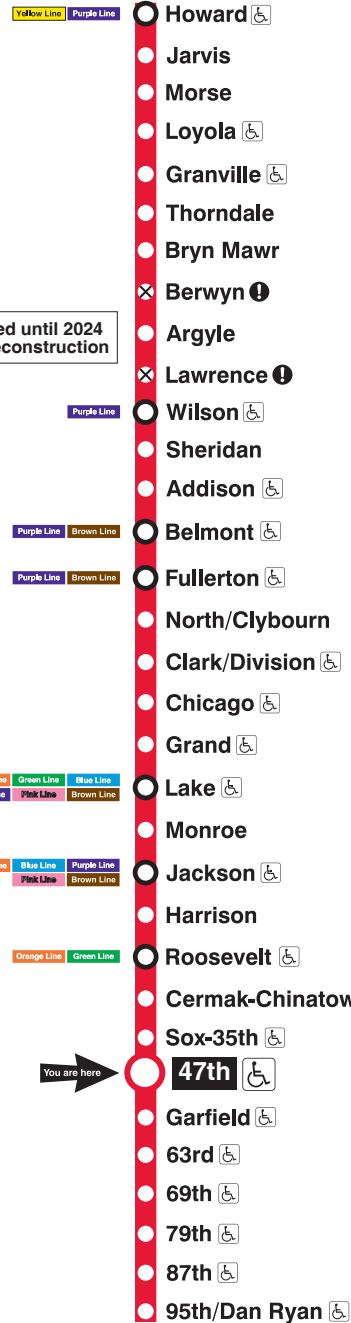 Yellow Line Purple Line Howard
Jarvis
Morse
Loyola
Granville
Thorndale
Bryn Mawr
Berwyn !
until 2024
Argyle
Lawrence !
Purple Line Wilson
Sheridan
Addison
Purple Line Brown Line Belmont
Purple Line Brown Line Fullerton
North/Clybourn
Clark/Division
Chicago
Grand
Green Line Blue Line
Pink Line Brown Line
Lake
Monroe
Blue Line Purple Line
Pink Line Brown Line
Jackson
Harrison
Orange Line Green Line Roosevelt
Sox-35th
You are here 47th
Garfield
63rd
69th
79th
87th
95th/Dan Ryan